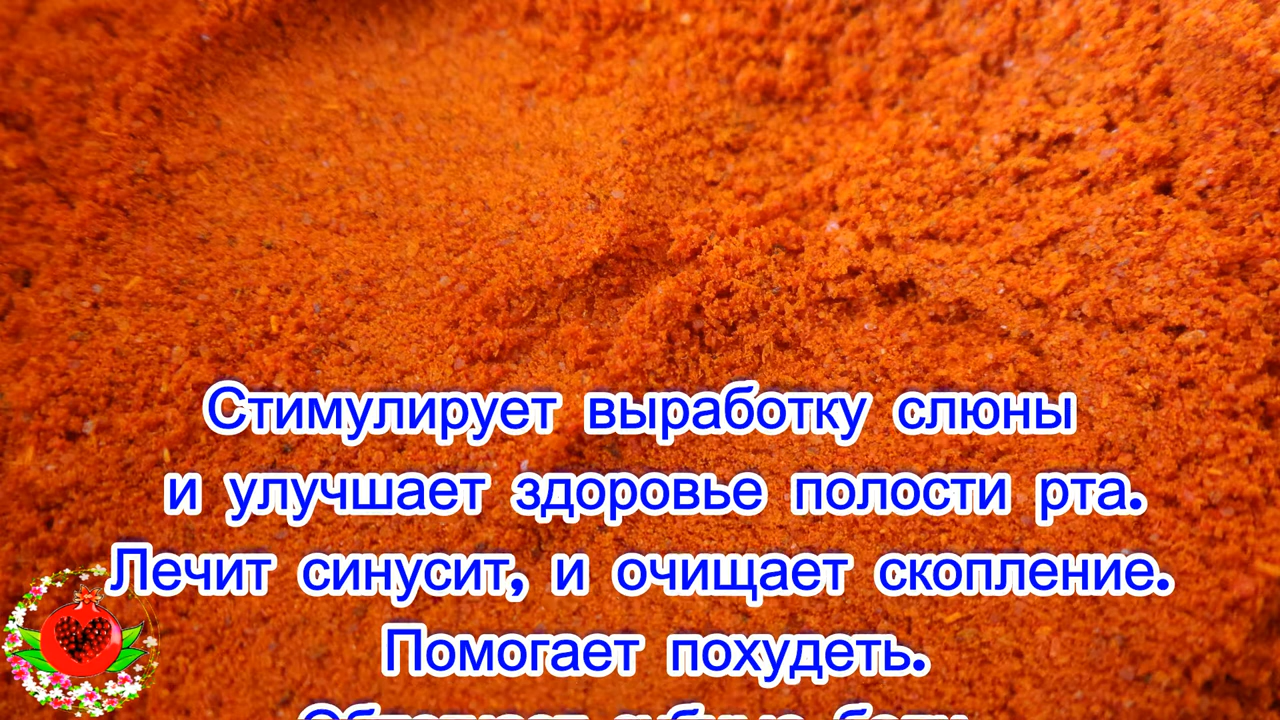 Стимулирует выработку слюны
и улучшает здоровье полости рта.
Лечит синусит, и очищает скопление.
Помогает похудеть.